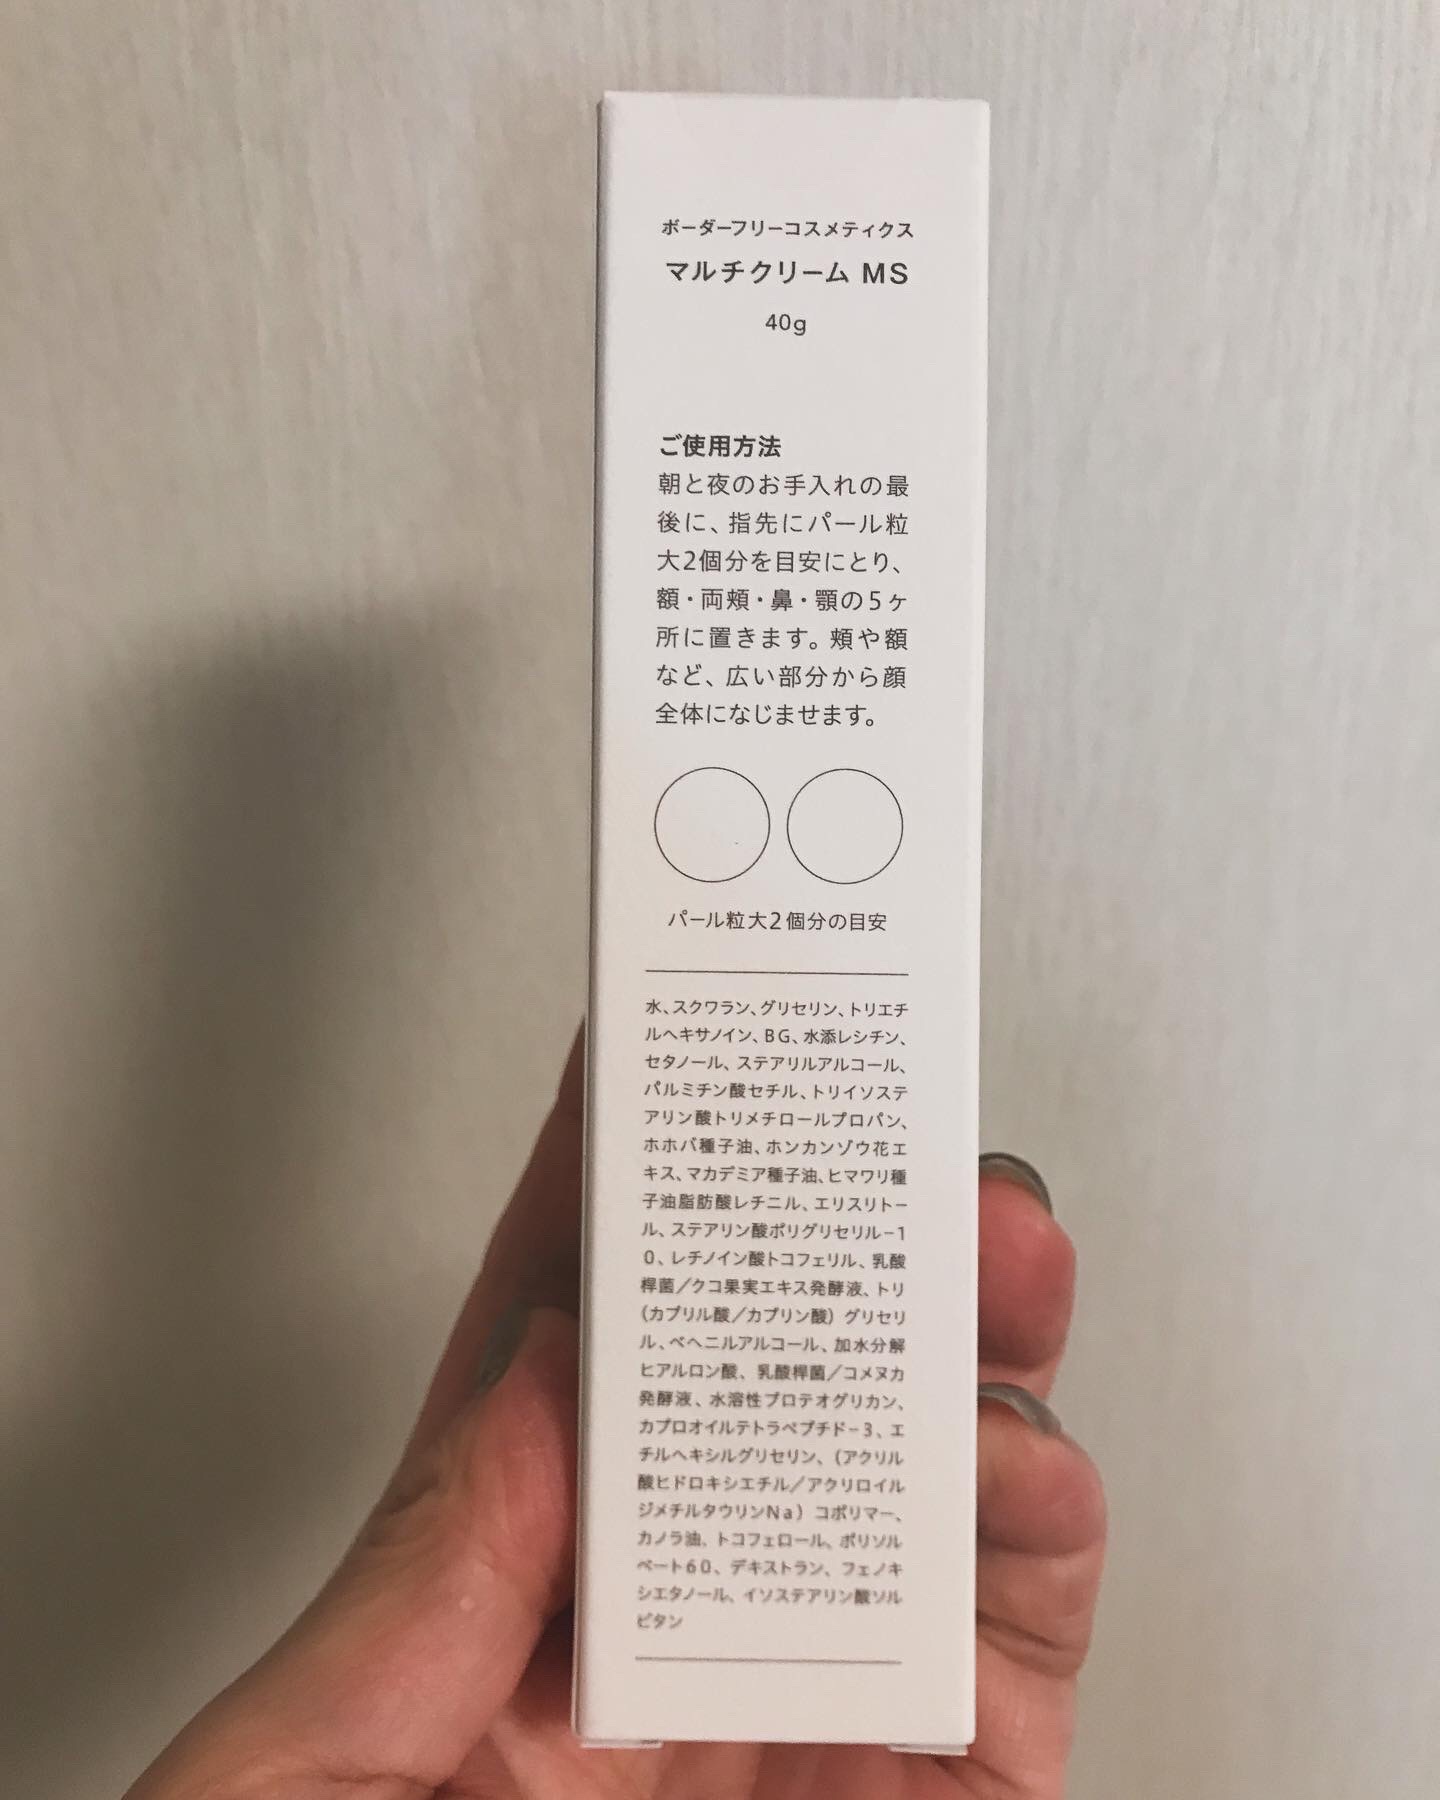 ボーダーフリーコスメティクス
マルチクリーム MS
40g
ご使用方法
朝と夜のお手入れの最
後に、指先にパール粒
大2個分を目安にとり、
額・両頬・鼻・顎の5ヶ
所に置きます。頬や額
など、広い部分から顔
全体になじませます。
パール粒大2個分の目安
水、スクワラン、グリセリン、トリエチ
ルヘキサノイン、BG、水添レシチン、
セタノール、ステアリルアルコール、
パルミチン酸セチル、トリイソステ
アリン酸トリメチロールプロパン、
ホホバ種子油、ホンカンゾウ花エ
キス、マカデミア種子油、ヒマワリ種
子油脂肪酸レチニル、エリスリトー
ル、ステアリン酸ポリグリセリル−1
0、レチノイン酸トコフェリル、乳酸
桿菌／クコ果実エキス発酵液、トリ
（カプリル酸／カプリン酸）グリセリ
ル、ベヘニルアルコール、加水分解
ヒアルロン酸、乳酸桿菌／コメヌカ
発酵液、水溶性プロテオグリカン、
カプロオイルテトラペプチド−3、エ
チルヘキシルグリセリン、（アクリル
酸ヒドロキシエチル／アクリロイル
ジメチルタウリンNa）コポリマー、
カノラ油、トコフェロール、ポリソル
ベート60、デキストラン、フェノキ
シエタノール、イソステアリン酸ソル
ビタン